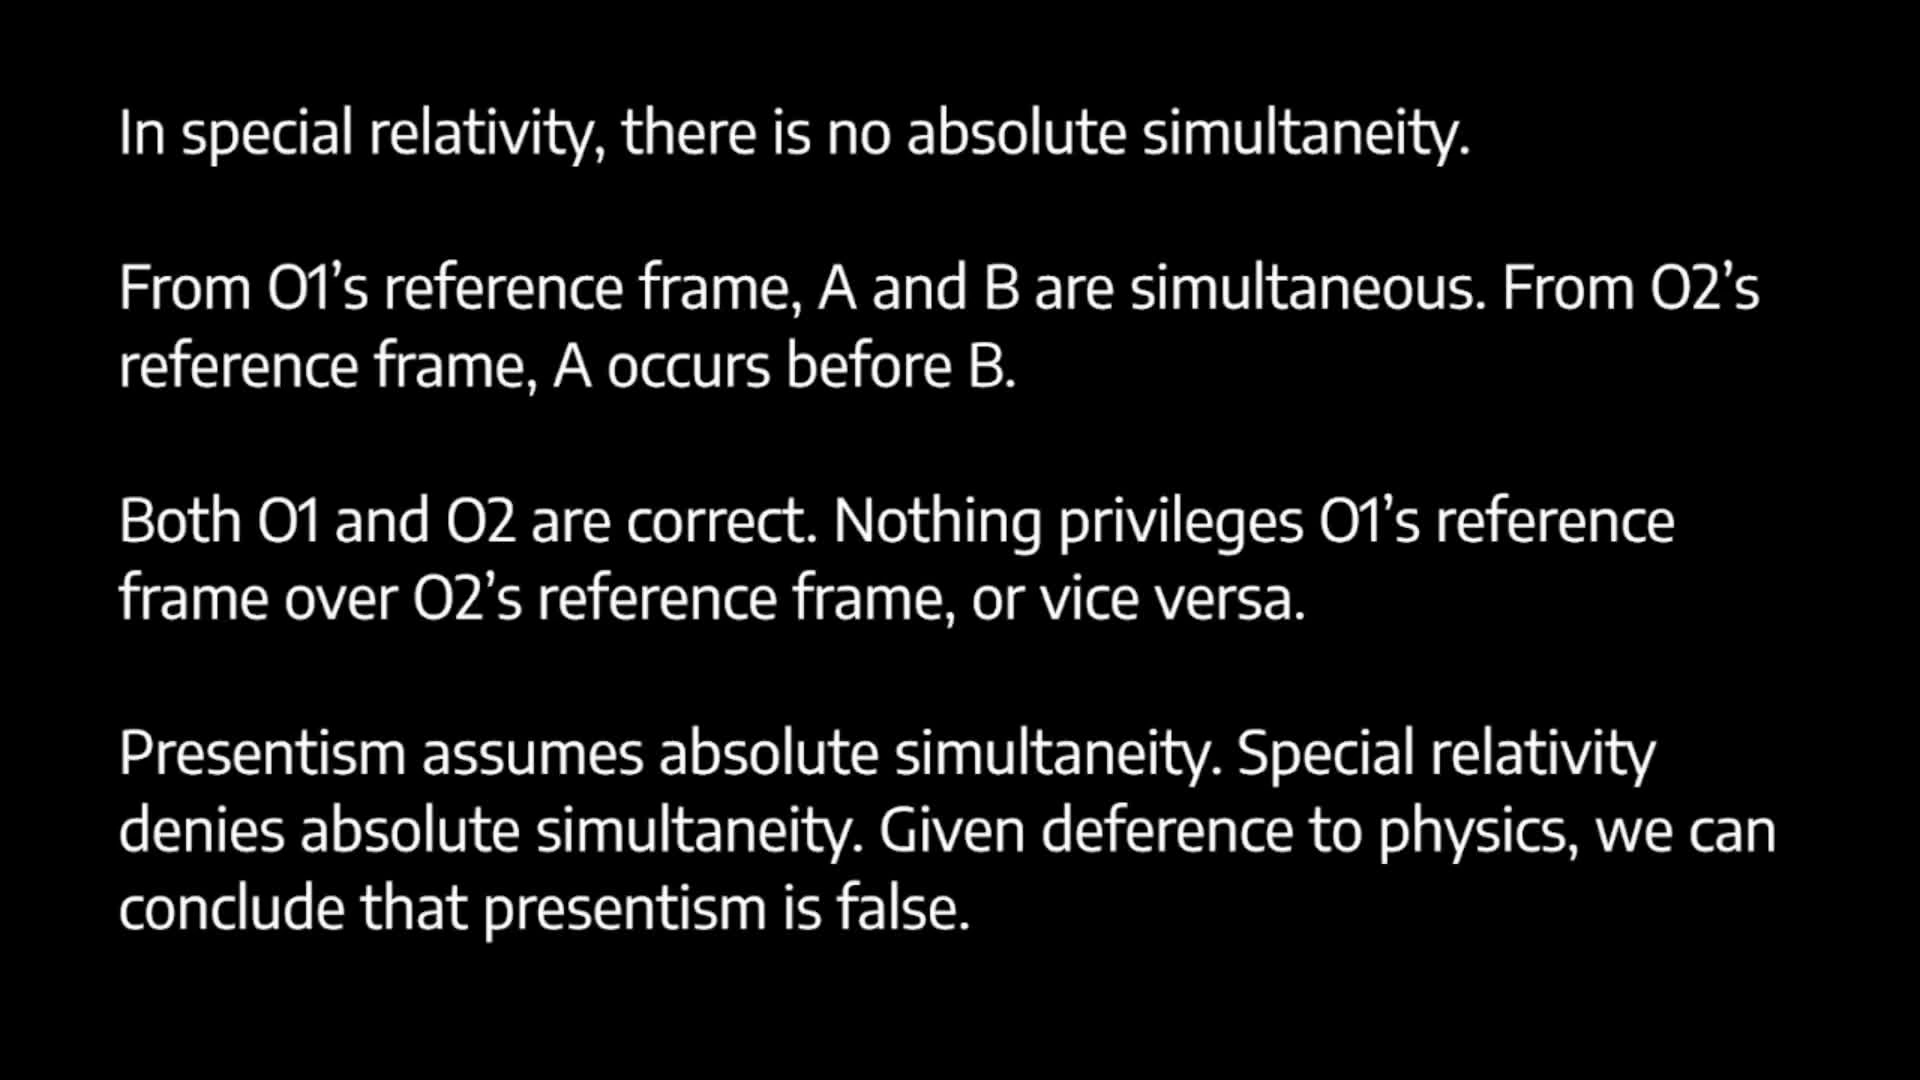 In special relativity, there is no absolute simultaneity.
From O1’s reference frame, A and B are simultaneous. From O2’s
reference frame, A occurs before B.
Both O1 and O2 are correct. Nothing privileges O1’s reference
frame over O2’s reference frame, or vice versa.
Presentism assumes absolute simultaneity. Special relativity
denies absolute simultaneity. Given deference to physics, we can
conclude that presentism is false.